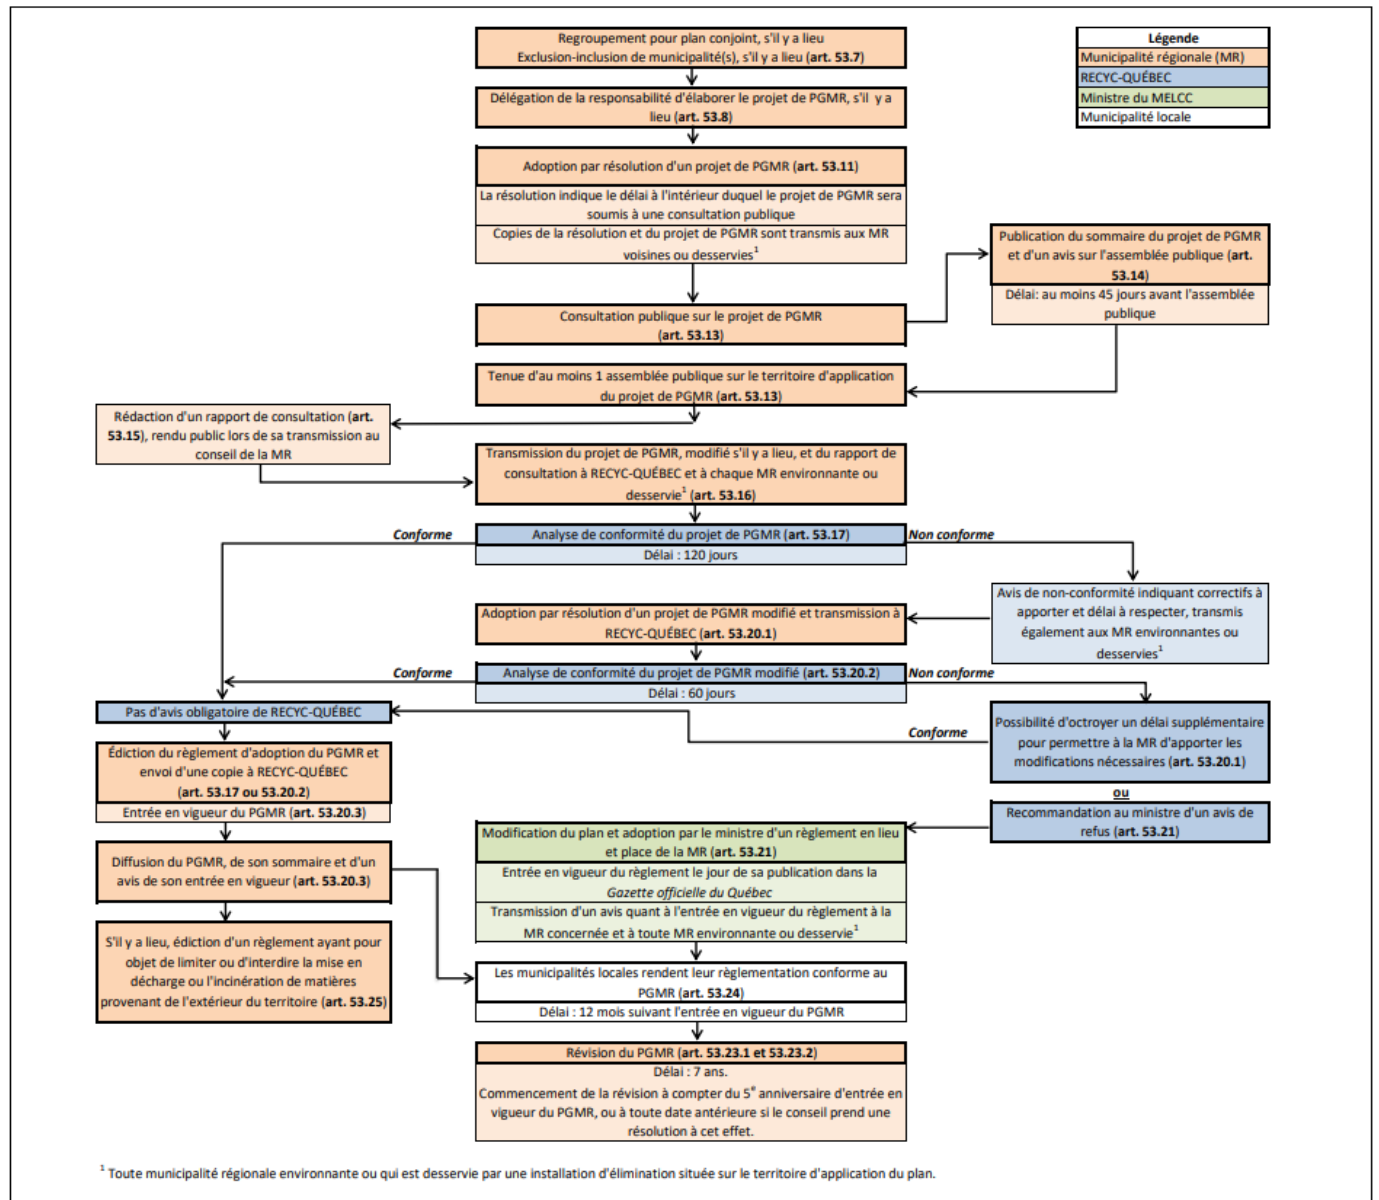 Regroupement pour plan conjoint, s'il y a lieu
Exclusion-inclusion de municipalité(s), s'il y a lieu (art. 53.7)
Légende
Municipalité régionale (MR)
RECYC-QUÉBEC
Ministre du MELCC
Municipalité locale
Délégation de la responsabilité d'élaborer le projet de PGMR, s'il y a
lieu (art. 53.8)
Adoption par résolution d'un projet de PGMR (art. 53.11)
La résolution indique le délai à l'intérieur duquel le projet de PGMR sera
soumis à une consultation publique
Copies de la résolution et du projet de PGMR sont transmis aux MR
voisines ou desservies¹
Publication du sommaire du projet de PGMR
et d'un avis sur l'assemblée publique (art.
53.14)
Délai: au moins 45 jours avant l'assemblée
publique
Consultation publique sur le projet de PGMR
(art. 53.13)
Tenue d'au moins 1 assemblée publique sur le territoire d'application
du projet de PGMR (art. 53.13)
Rédaction d'un rapport de consultation (art.
53.15), rendu public lors de sa transmission au
conseil de la MR
Transmission du projet de PGMR, modifié s'il y a lieu, et du rapport de
consultation à RECYC-QUÉBEC et à chaque MR environnante ou
desservie¹ (art. 53.16)
Conforme
Analyse de conformité du projet de PGMR (art. 53.17)
Non conforme
Délai : 120 jours
Avis de non-conformité indiquant correctifs à
apporter et délai à respecter, transmis
également aux MR environnantes ou
desservies¹
Adoption par résolution d'un projet de PGMR modifié et transmission à
RECYC-QUÉBEC (art. 53.20.1)
Conforme
Analyse de conformité du projet de PGMR modifié (art. 53.20.2)
Non conforme
Délai : 60 jours
Pas d'avis obligatoire de RECYC-QUÉBEC
Conforme
Possibilité d'octroyer un délai supplémentaire
pour permettre à la MR d'apporter les
modifications nécessaires (art. 53.20.1)
ou
Recommandation au ministre d'un avis de
refus (art. 53.21)
Édiction du règlement d'adoption du PGMR et
envoi d'une copie à RECYC-QUÉBEC
(art. 53.17 ou 53.20.2)
Entrée en vigueur du PGMR (art. 53.20.3)
Modification du plan et adoption par le ministre d'un règlement en lieu
et place de la MR (art. 53.21)
Entrée en vigueur du règlement le jour de sa publication dans la
Gazette officielle du Québec
Transmission d'un avis quant à l'entrée en vigueur du règlement à la
MR concernée et à toute MR environnante ou desservie¹
Diffusion du PGMR, de son sommaire et d'un
avis de son entrée en vigueur (art. 53.20.3)
S'il y a lieu, édiction d'un règlement ayant pour
objet de limiter ou d'interdire la mise en
décharge ou l'incinération de matières
provenant de l'extérieur du territoire (art. 53.25)
Les municipalités locales rendent leur règlementation conforme au
PGMR (art. 53.24)
Délai : 12 mois suivant l'entrée en vigueur du PGMR
Révision du PGMR (art. 53.23.1 et 53.23.2)
Délai : 7 ans.
Commencement de la révision à compter du 5e anniversaire d'entrée en
vigueur du PGMR, ou à toute date antérieure si le conseil prend une
résolution à cet effet.
¹ Toute municipalité régionale environnante ou qui est desservie par une installation d'élimination située sur le territoire d'application du plan.